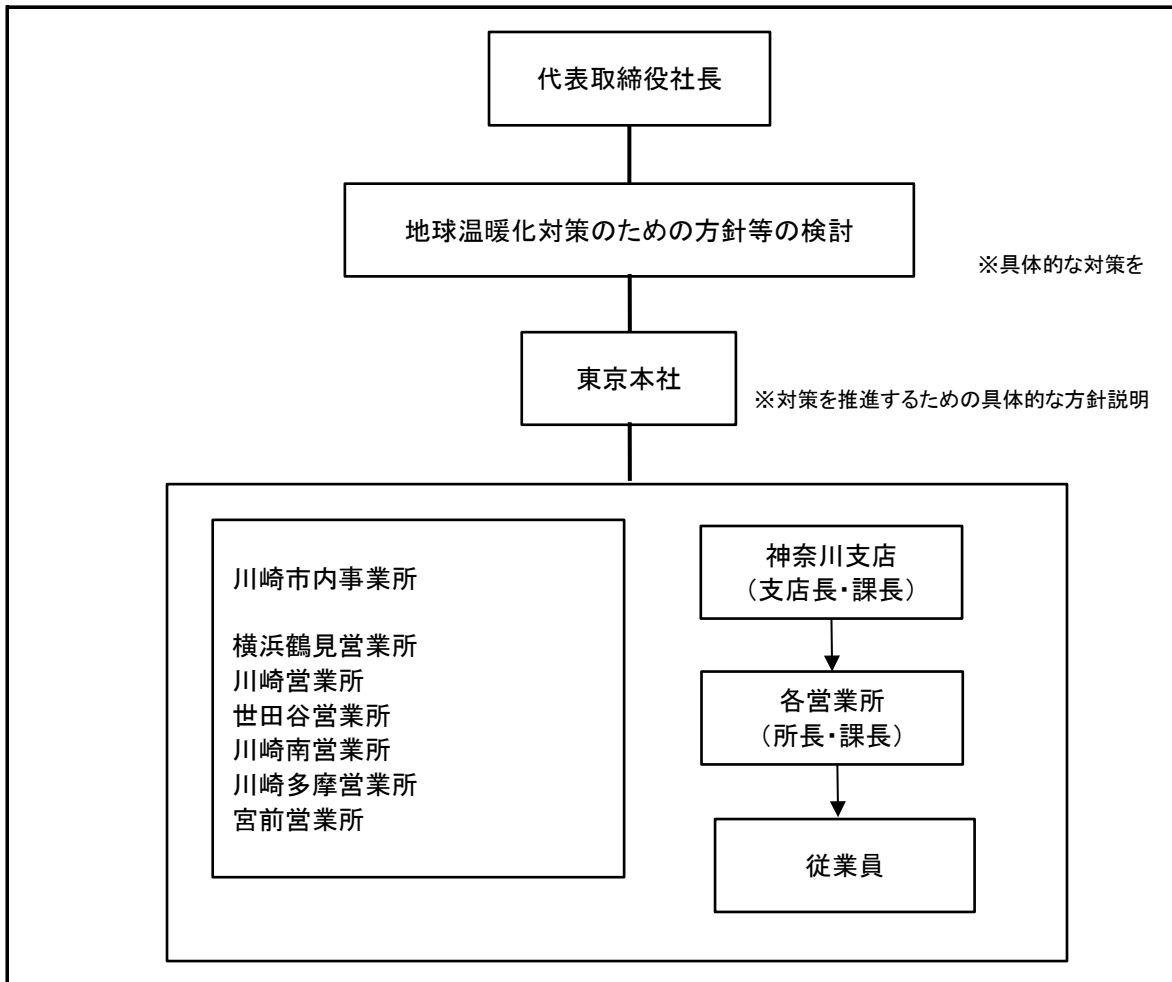 代表取締役社長
地球温暖化対策のための方針等の検討
※具体的な対策を
東京本社
※対策を推進するための具体的な方針説明
川崎市内事業所
横浜鶴見営業所
川崎営業所
世田谷営業所
川崎南営業所
川崎多摩営業所
宮前営業所
神奈川支店
（支店長・課長）
各営業所
（所長・課長）
従業員